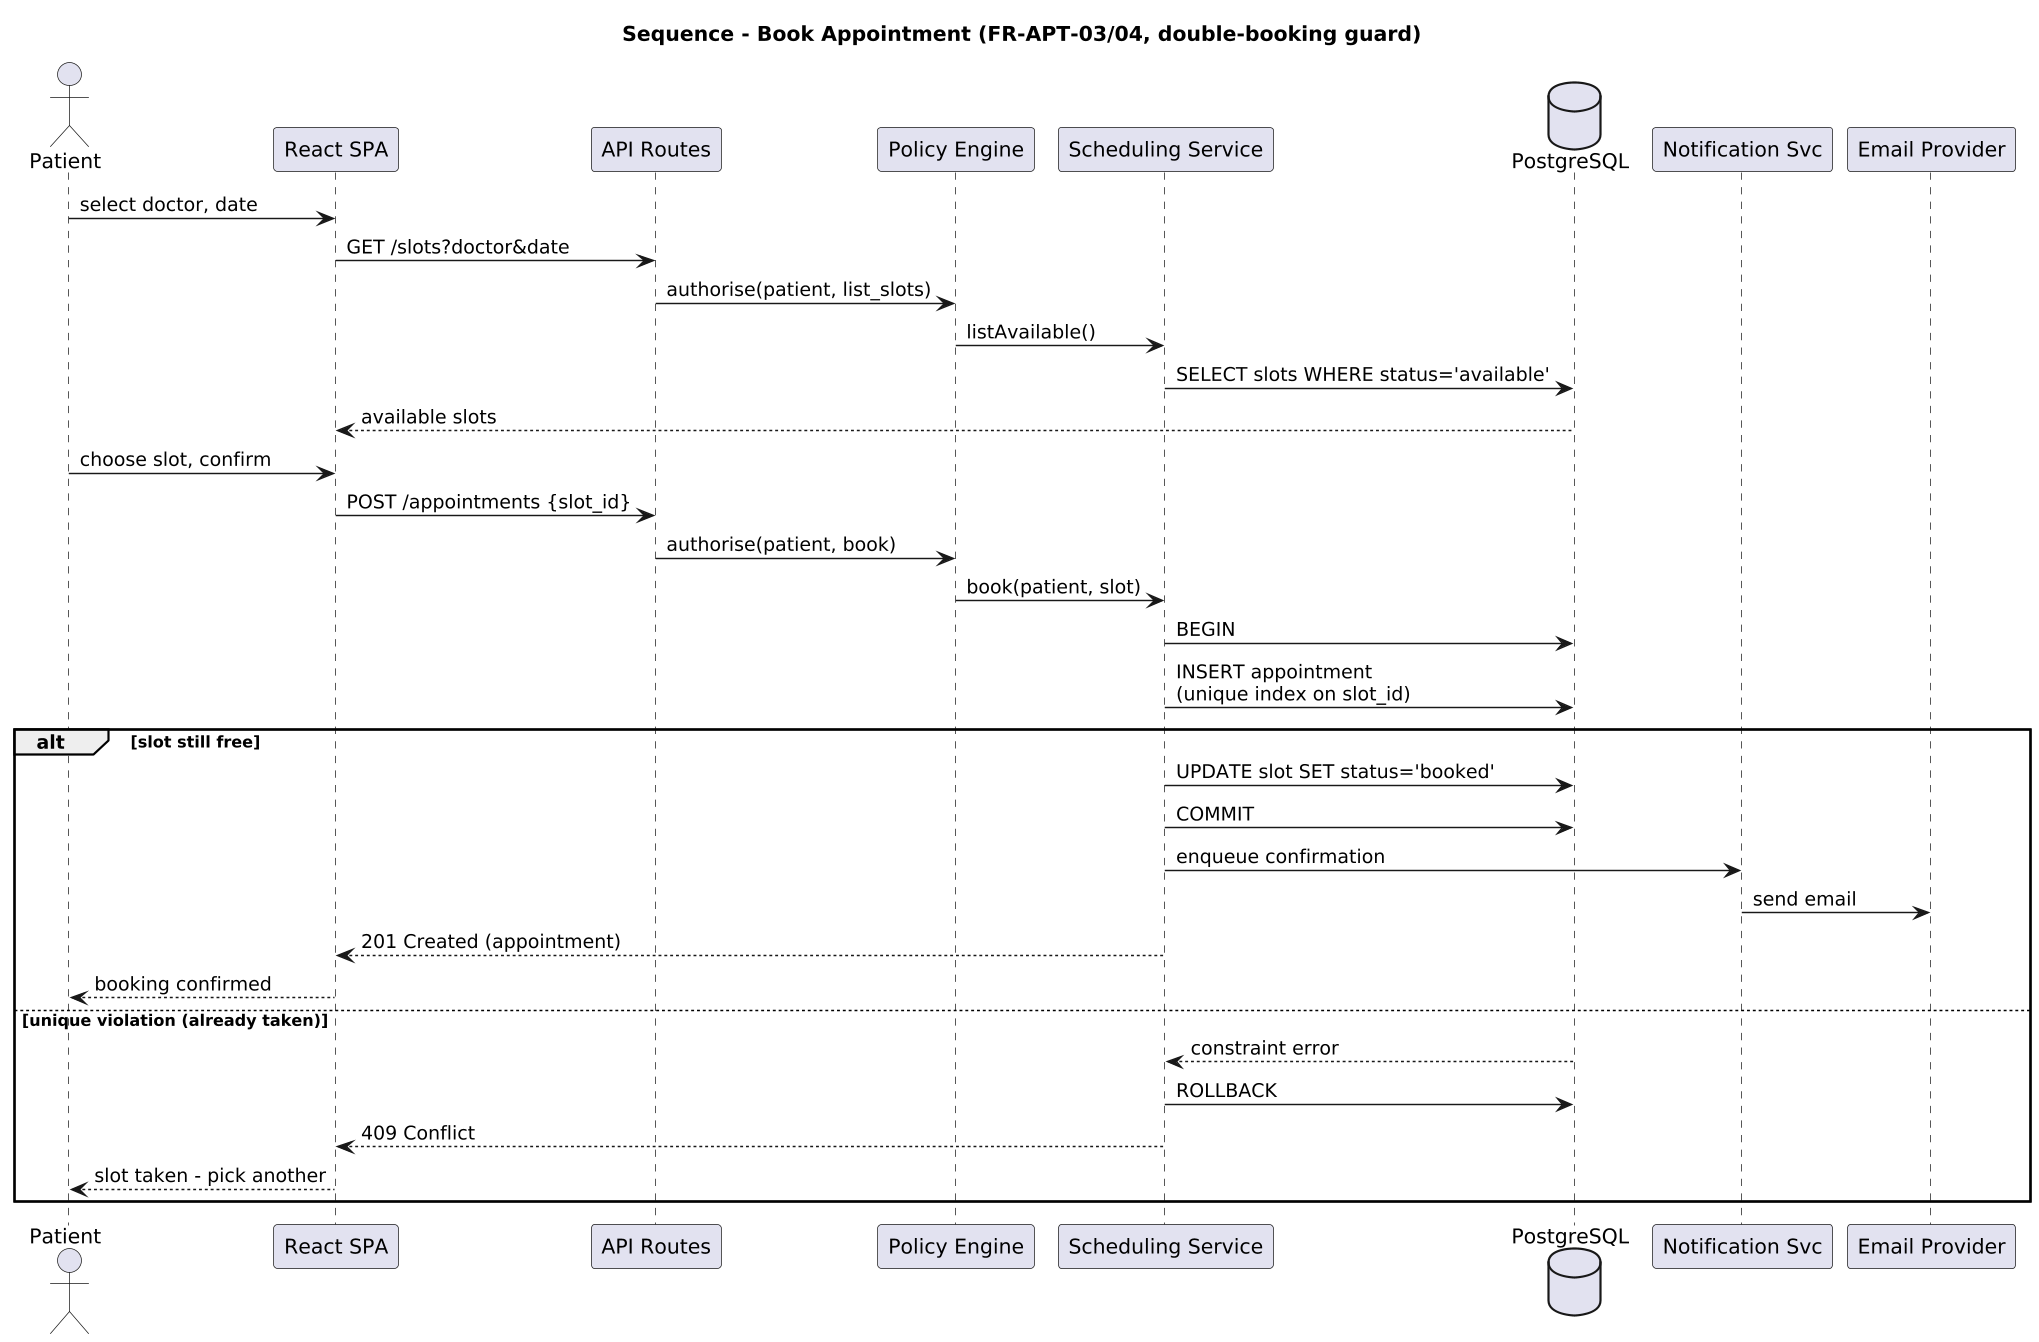 Sequence - Book Appointment (FR-APT-03/04, double-booking guard)
Patient
React SPA
API Routes
Policy Engine
Scheduling Service
PostgreSQL
Notification Svc
Email Provider
select doctor, date
GET /slots?doctor&date
authorise(patient, list_slots)
listAvailable()
SELECT slots WHERE status='available'
available slots
choose slot, confirm
POST /appointments {slot_id}
authorise(patient, book)
book(patient, slot)
BEGIN
INSERT appointment
(unique index on slot_id)
alt
[slot still free]
UPDATE slot SET status='booked'
COMMIT
enqueue confirmation
send email
201 Created (appointment)
booking confirmed
[unique violation (already taken)]
constraint error
ROLLBACK
409 Conflict
slot taken - pick another
Patient
React SPA
API Routes
Policy Engine
Scheduling Service
PostgreSQL
Notification Svc
Email Provider